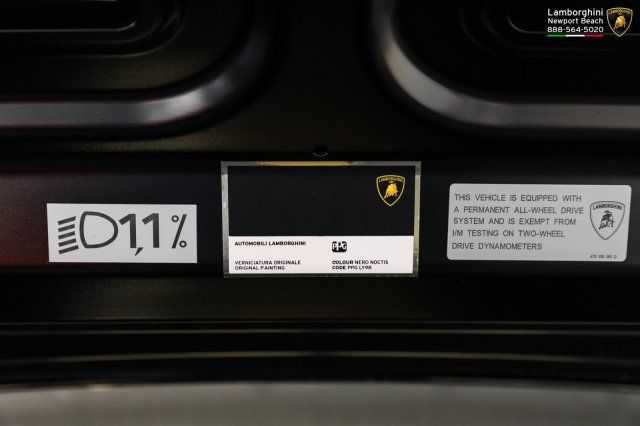 Lamborghini
Newport Beach
888-564-5020
1,1%
AUTOMOBILI LAMBORGHINI
PPG
VERNICIATURA ORIGINALE
ORIGINAL PAINTING
COLOUR NERO NOCTIS
CODE PPG LY9B
THIS VEHICLE IS EQUIPPED WITH
A PERMANENT ALL-WHEEL DRIVE
SYSTEM AND IS EXEMPT FROM
I/M TESTING ON TWO-WHEEL
DRIVE DYNAMOMETERS
LAMBORGHINI